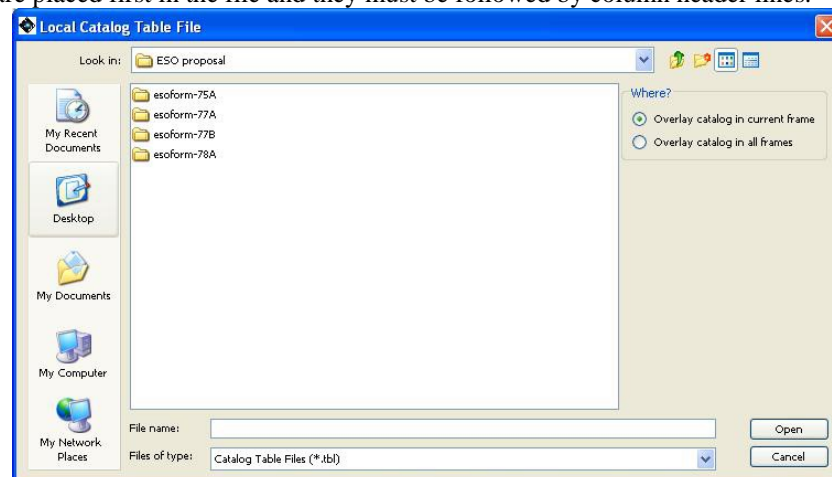 are placed first in the file and they must be followed by column header lines.
Local Catalog Table File
Look in: ESO proposal
esoform-75A
esoform-77A
esoform-77B
esoform-78A
Where?
Overlay catalog in current frame
Overlay catalog in all frames
My Recent
Documents
Desktop
My Documents
My Computer
My Network
Places
File name:
Open
Files of type: Catalog Table Files (*.tbl)
Cancel